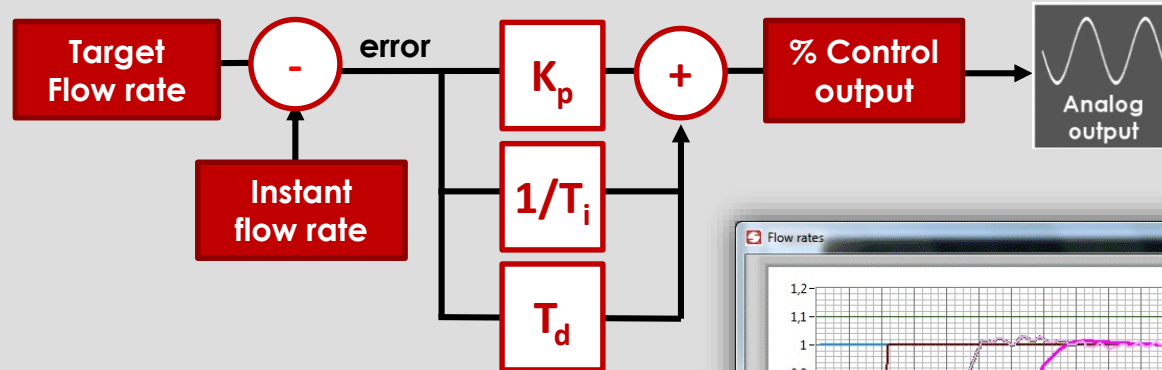 Target
Flow rate
-
error
Kp
+
% Control
output
Analog
output
Instant
flow rate
1/Ti
Td
Flow rates
1,2
1,1
1